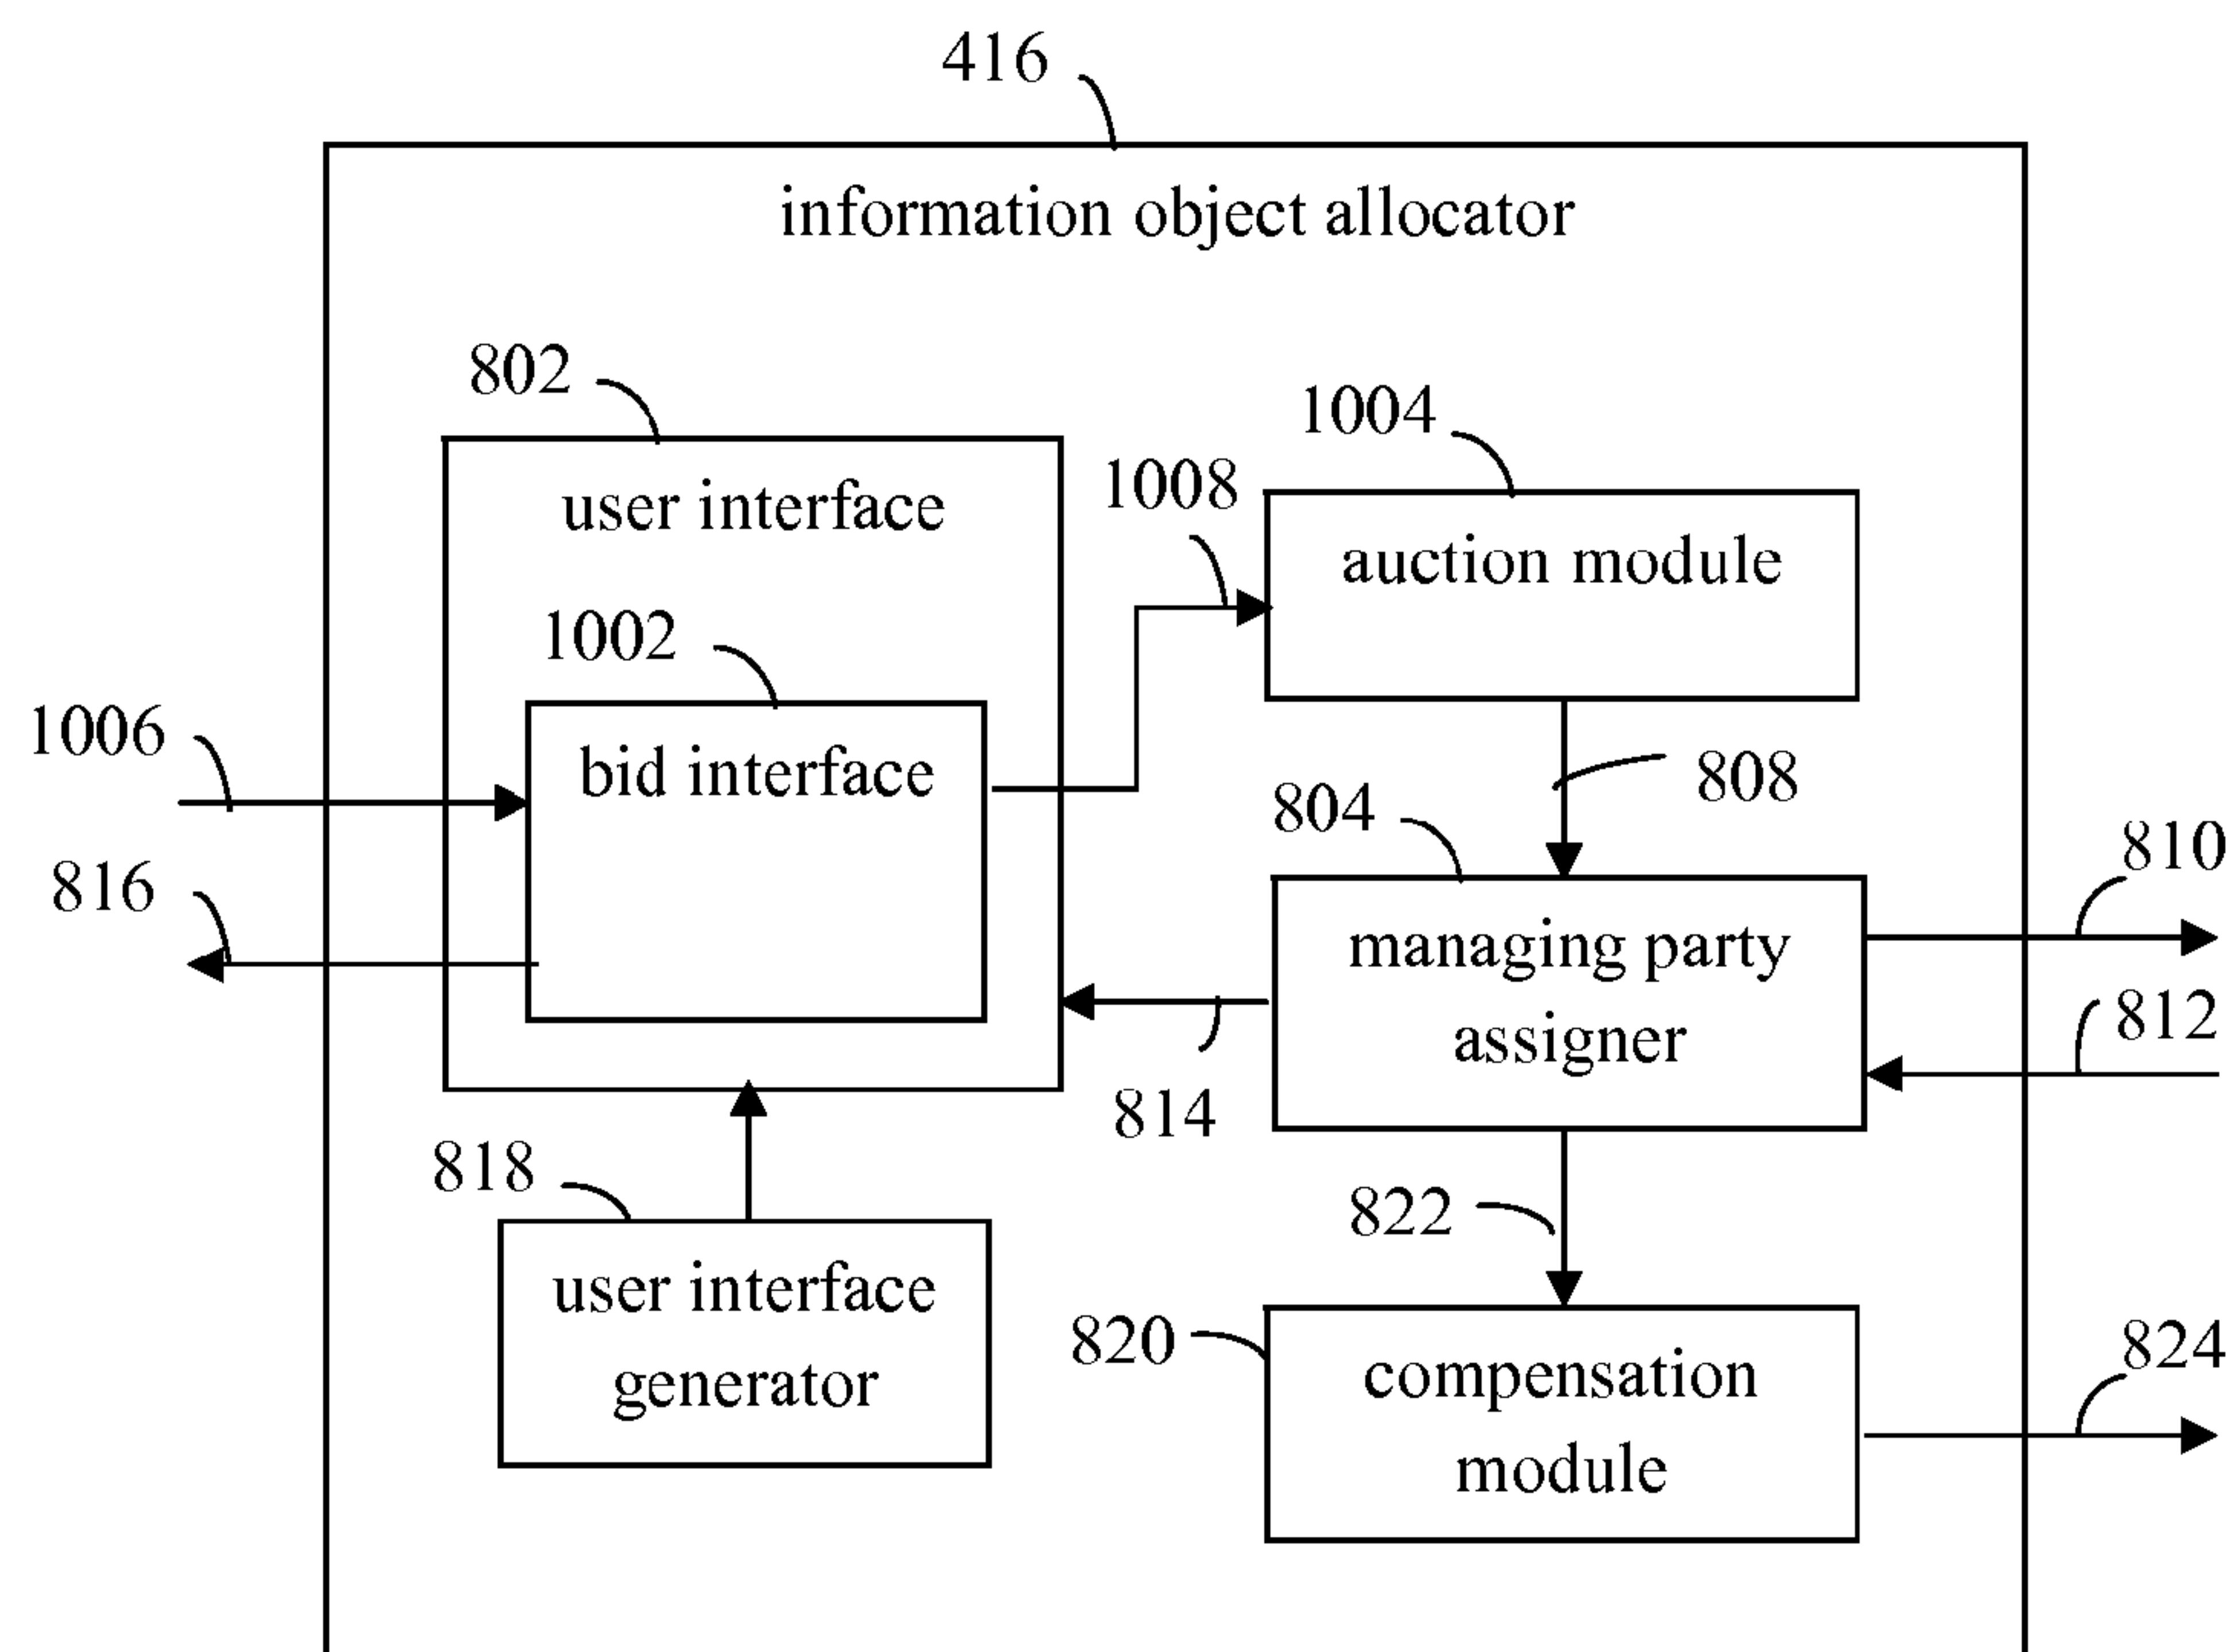 416
information object allocator
802
1004
1008
user interface
auction module
1002
1006
bid interface
808
804
810
816
managing party
assigner
812
814
818
822
user interface
generator
820
824
compensation
module